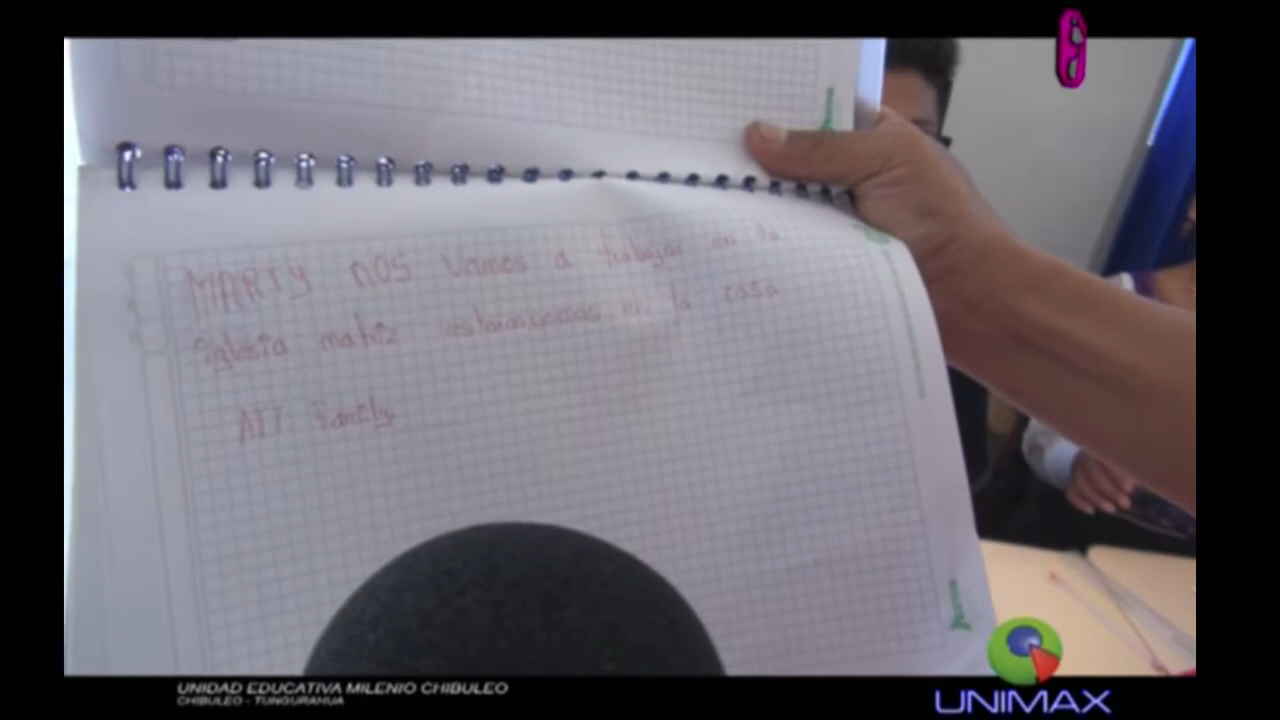 MARTY NOS Vamos a trabajar en la
iglesia matriz en la casa
ATT: Family
Norma
UNIDAD EDUCATIVA MILENIO CHIBULEO
CHIBULEO - TUNGURAHUA
UNIMAX